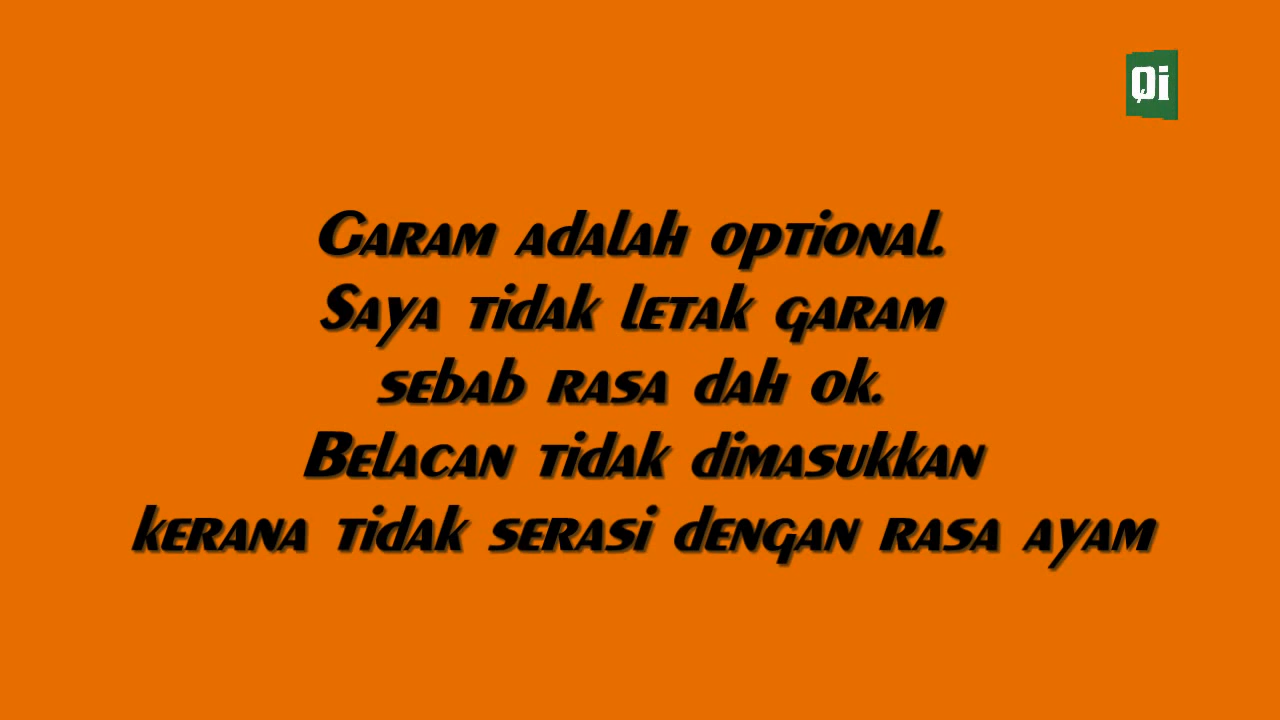 Qi
Garam adalah optional.
Saya tidak letak garam
sebab rasa dah ok.
Belacan tidak dimasukkan
kerana tidak serasi dengan rasa ayam